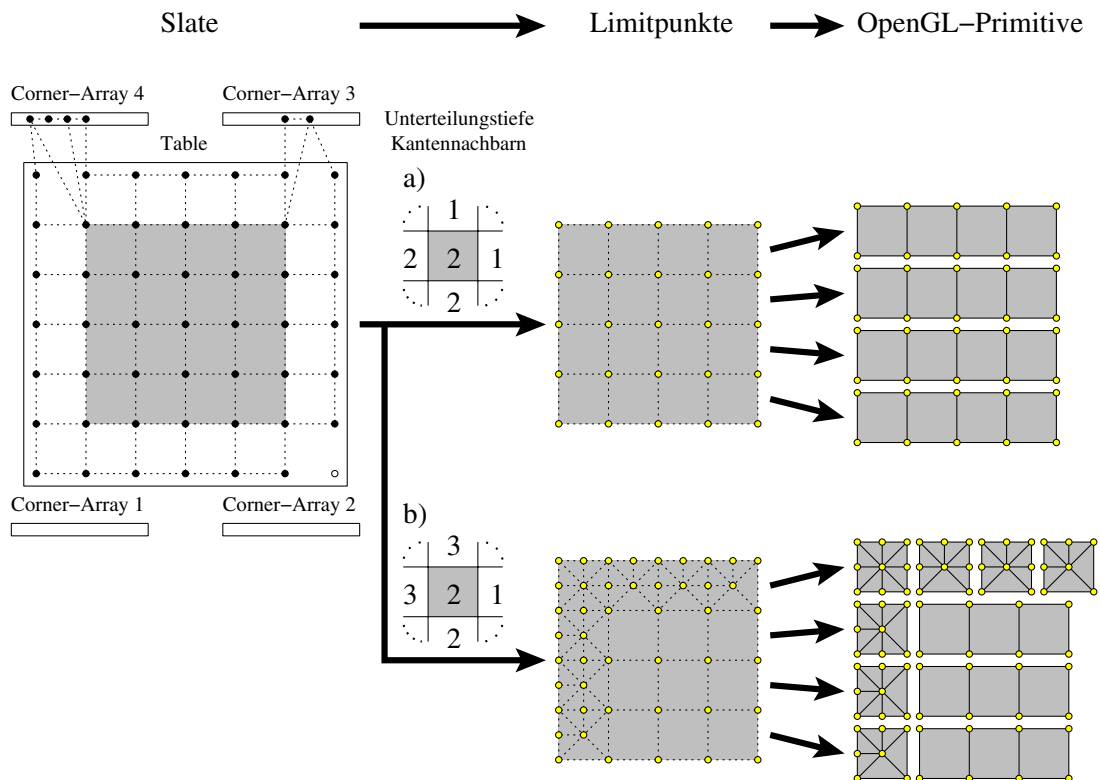 Slate
Limitpunkte
OpenGL−Primitive
Corner−Array 4
Corner−Array 3
Table
Unterteilungstiefe
Kantennachbarn
a)
1
2 2 1
2
Corner−Array 1
Corner−Array 2
b)
3
3 2 1
2